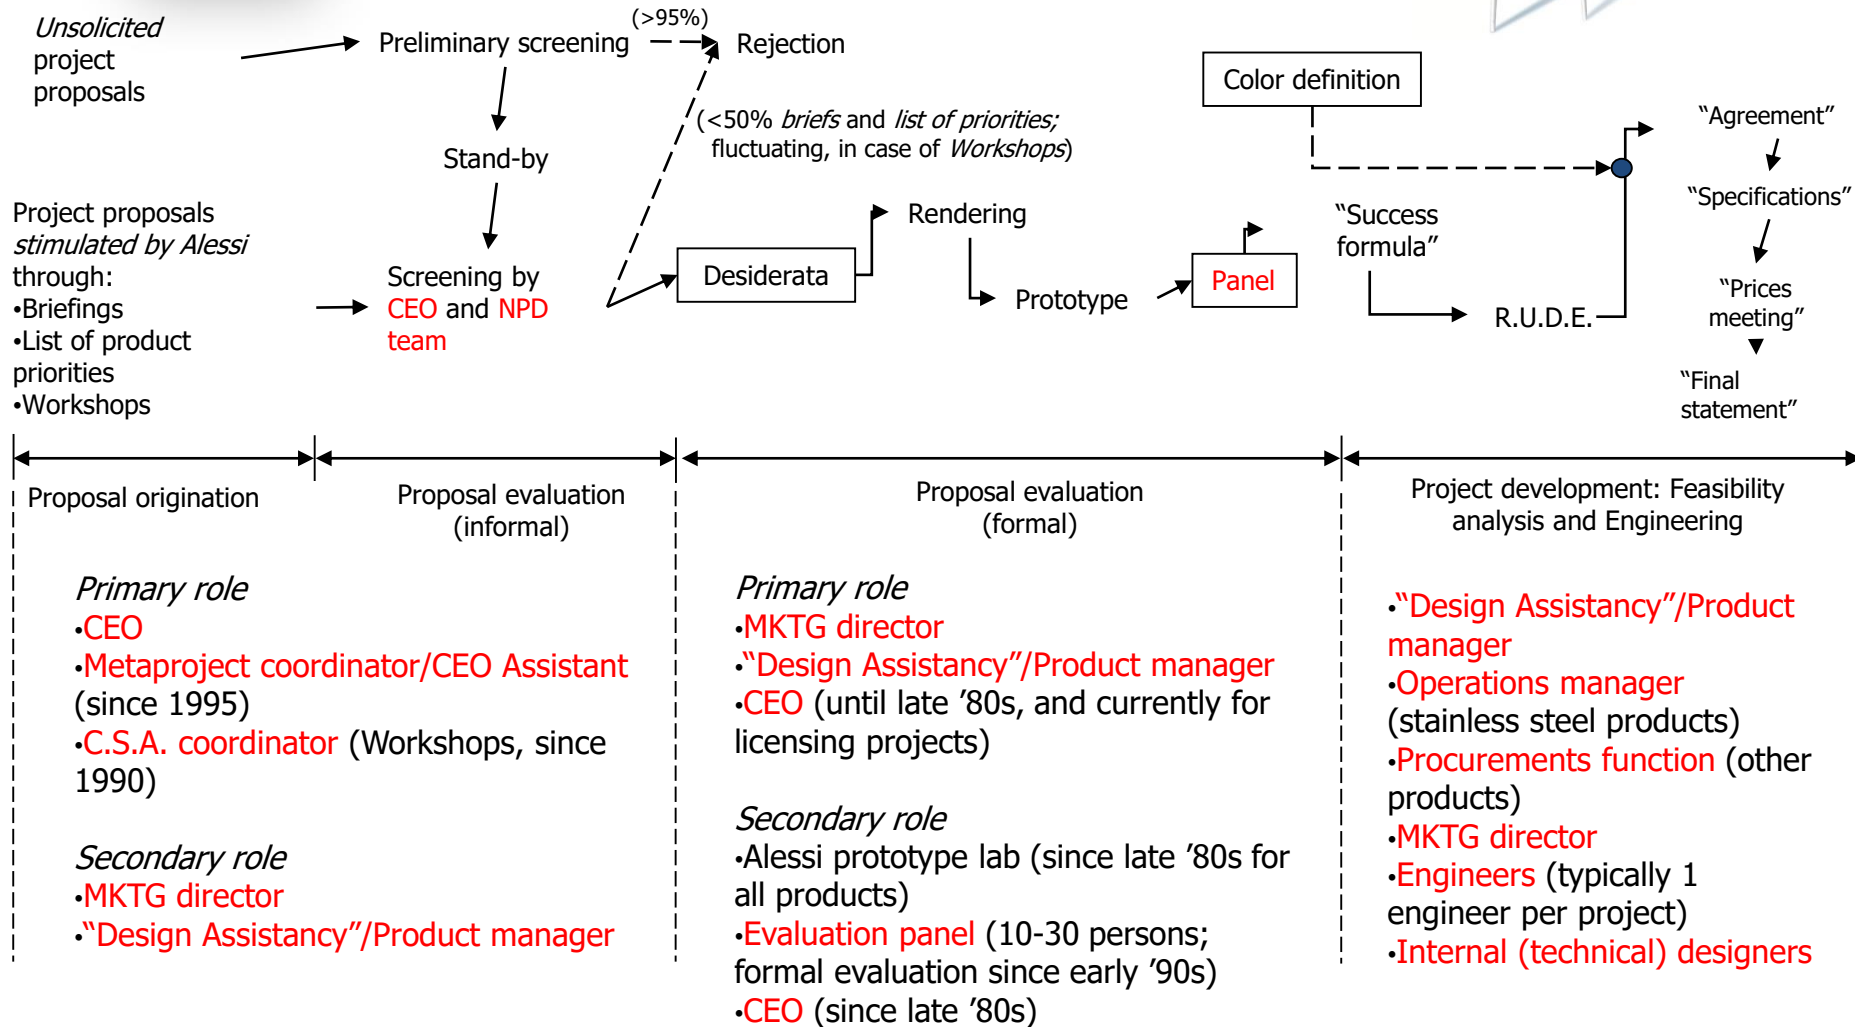 Unsolicited
project
proposals
Preliminary screening
(>95%)
Rejection
Stand-by
(<50% briefs and list of priorities;
fluctuating, in case of Workshops)
Project proposals
stimulated by Alessi
through:
•Briefings
•List of product
priorities
•Workshops
Screening by
CEO and NPD
team
Desiderata
Rendering
Prototype
Panel
"Success
formula"
R.U.D.E.
Color definition
"Agreement"
"Specifications"
"Prices
meeting"
"Final
statement"
Proposal origination
Proposal evaluation
(informal)
Proposal evaluation
(formal)
Project development: Feasibility
analysis and Engineering
Primary role
•CEO
•Metaproject coordinator/CEO Assistant
(since 1995)
•C.S.A. coordinator (Workshops, since
1990)
Secondary role
•MKTG director
•"Design Assistancy"/Product manager
Primary role
•MKTG director
•"Design Assistancy"/Product manager
•CEO (until late '80s, and currently for
licensing projects)
Secondary role
•Alessi prototype lab (since late '80s for
all products)
•Evaluation panel (10-30 persons;
formal evaluation since early '90s)
•CEO (since late '80s)
•"Design Assistancy"/Product
manager
•Operations manager
(stainless steel products)
•Procurements function (other
products)
•MKTG director
•Engineers (typically 1
engineer per project)
•Internal (technical) designers